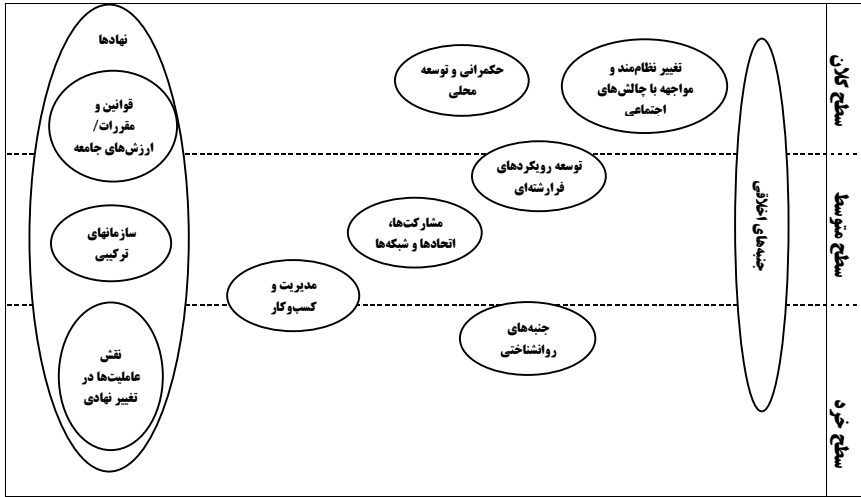 سطح کلان
سطح متوسط
سطح خرد
جنبه‌های اخلاقی
تغییر نظام‌مند و
مواجهه با چالش‌های
اجتماعی
حکمرانی و توسعه
محلی
توسعه رویکردهای
فرارشته‌ای
مشارکت‌ها،
اتحادها و شبکه‌ها
مدیریت و
کسب‌وکار
جنبه‌های
روانشناختی
نهادها
قوانین و
مقررات/
ارزش‌های جامعه
سازمانهای
ترکیبی
نقش
عاملیت‌ها در
تغییر نهادی